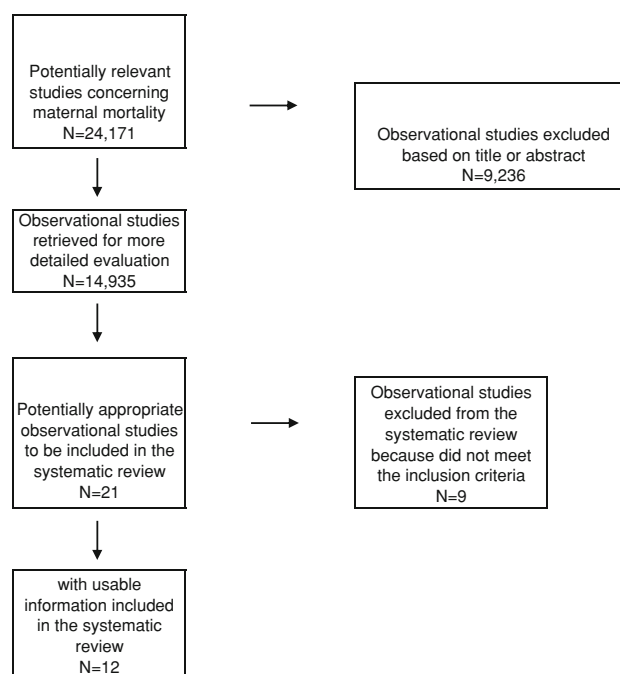 Potentially relevant
studies concerning
maternal mortality
N=24,171
Observational studies excluded
based on title or abstract
N=9,236
Observational studies
retrieved for more
detailed evaluation
N=14,935
Potentially appropriate
observational studies
to be included in the
systematic review
N=21
Observational studies
excluded from the
systematic review
because did not meet
the inclusion criteria
N=9
with usable
information included
in the systematic
review
N=12